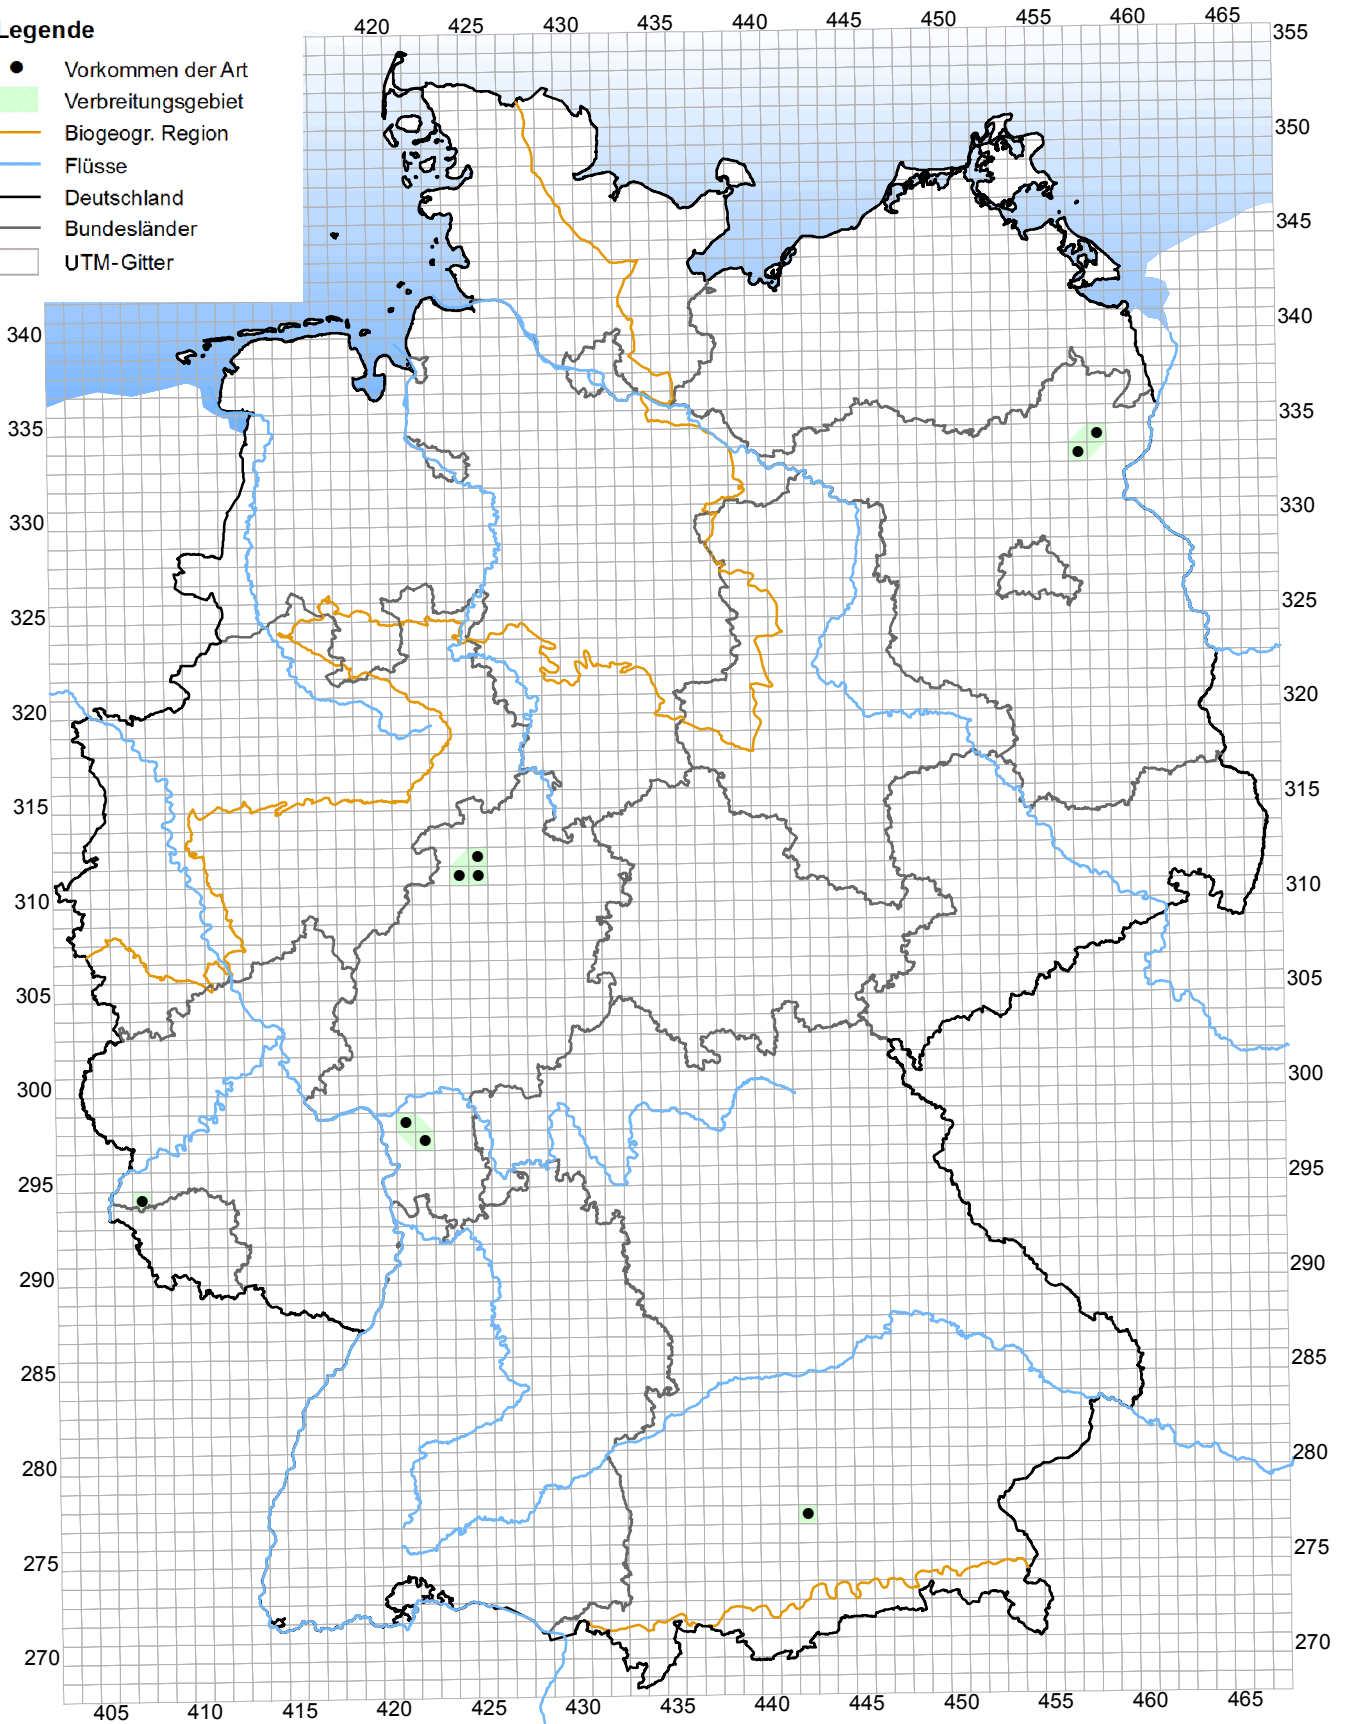 Legende
Vorkommen der Art
Verbreitungsgebiet
Biogeogr. Region
Flüsse
Deutschland
Bundesländer
UTM-Gitter
420 425 430 435 440 445 450 455 460 465
355
350
345
340 340
335 335
330 330
325 325
320 320
315 315
310 310
305 305
300 300
295 295
290 290
285 285
280 280
275 275
270 270
405 410 415 420 425 430 435 440 445 450 455 460 465